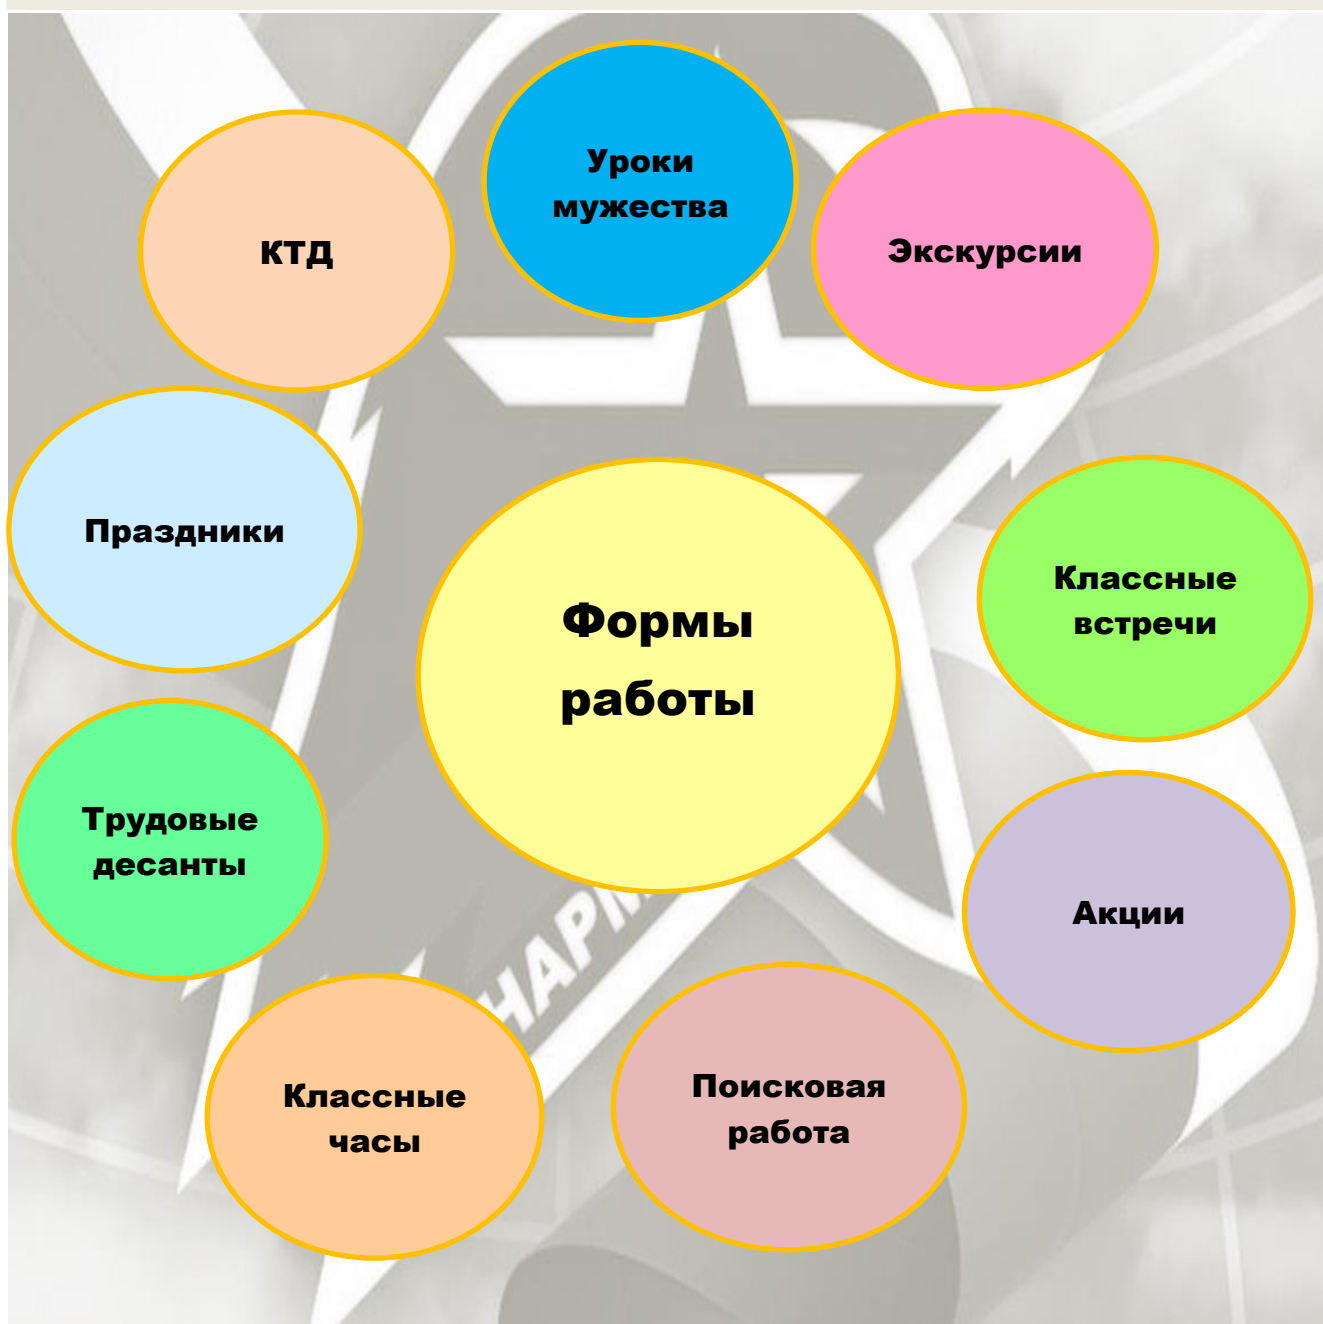 Уроки
мужества
КТД
Экскурсии
Праздники
Классные
встречи
Формы
работы
Трудовые
десанты
Акции
Классные
часы
Поисковая
работа